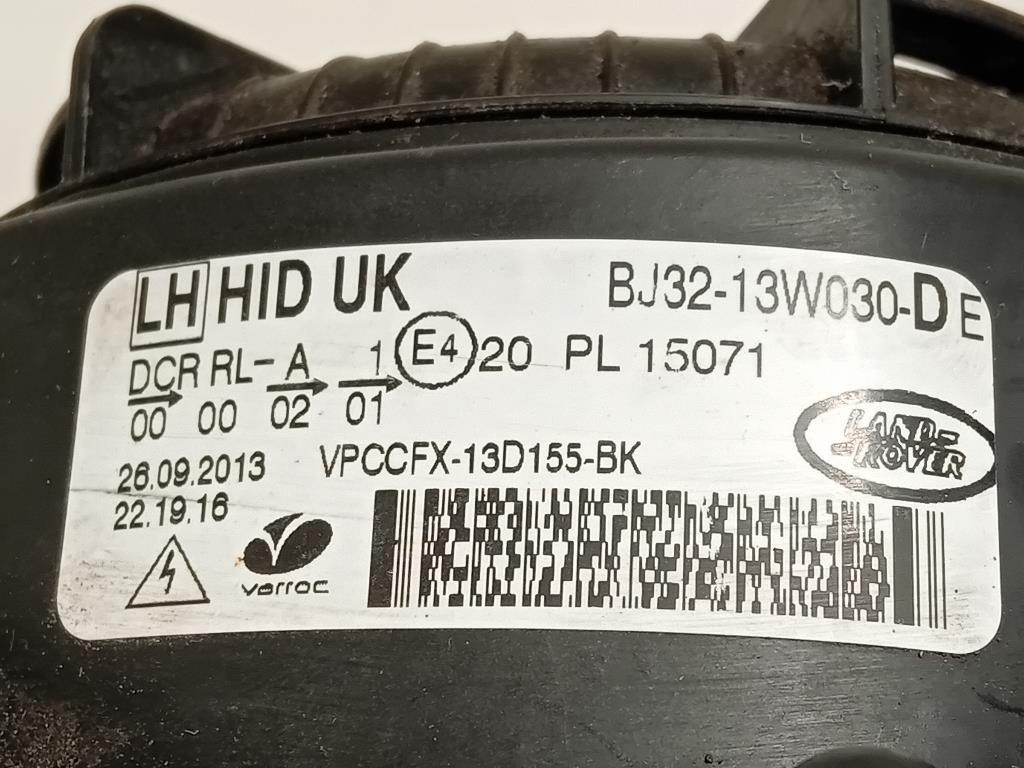 LH HID UK BJ32-13W030-D E
DCR RL- A 1 E4 20 PL 15071
00 00 02 01
26.09.2013 VPCCFX-13D155-BK
22.19.16
LAND-
ROVER
varroc